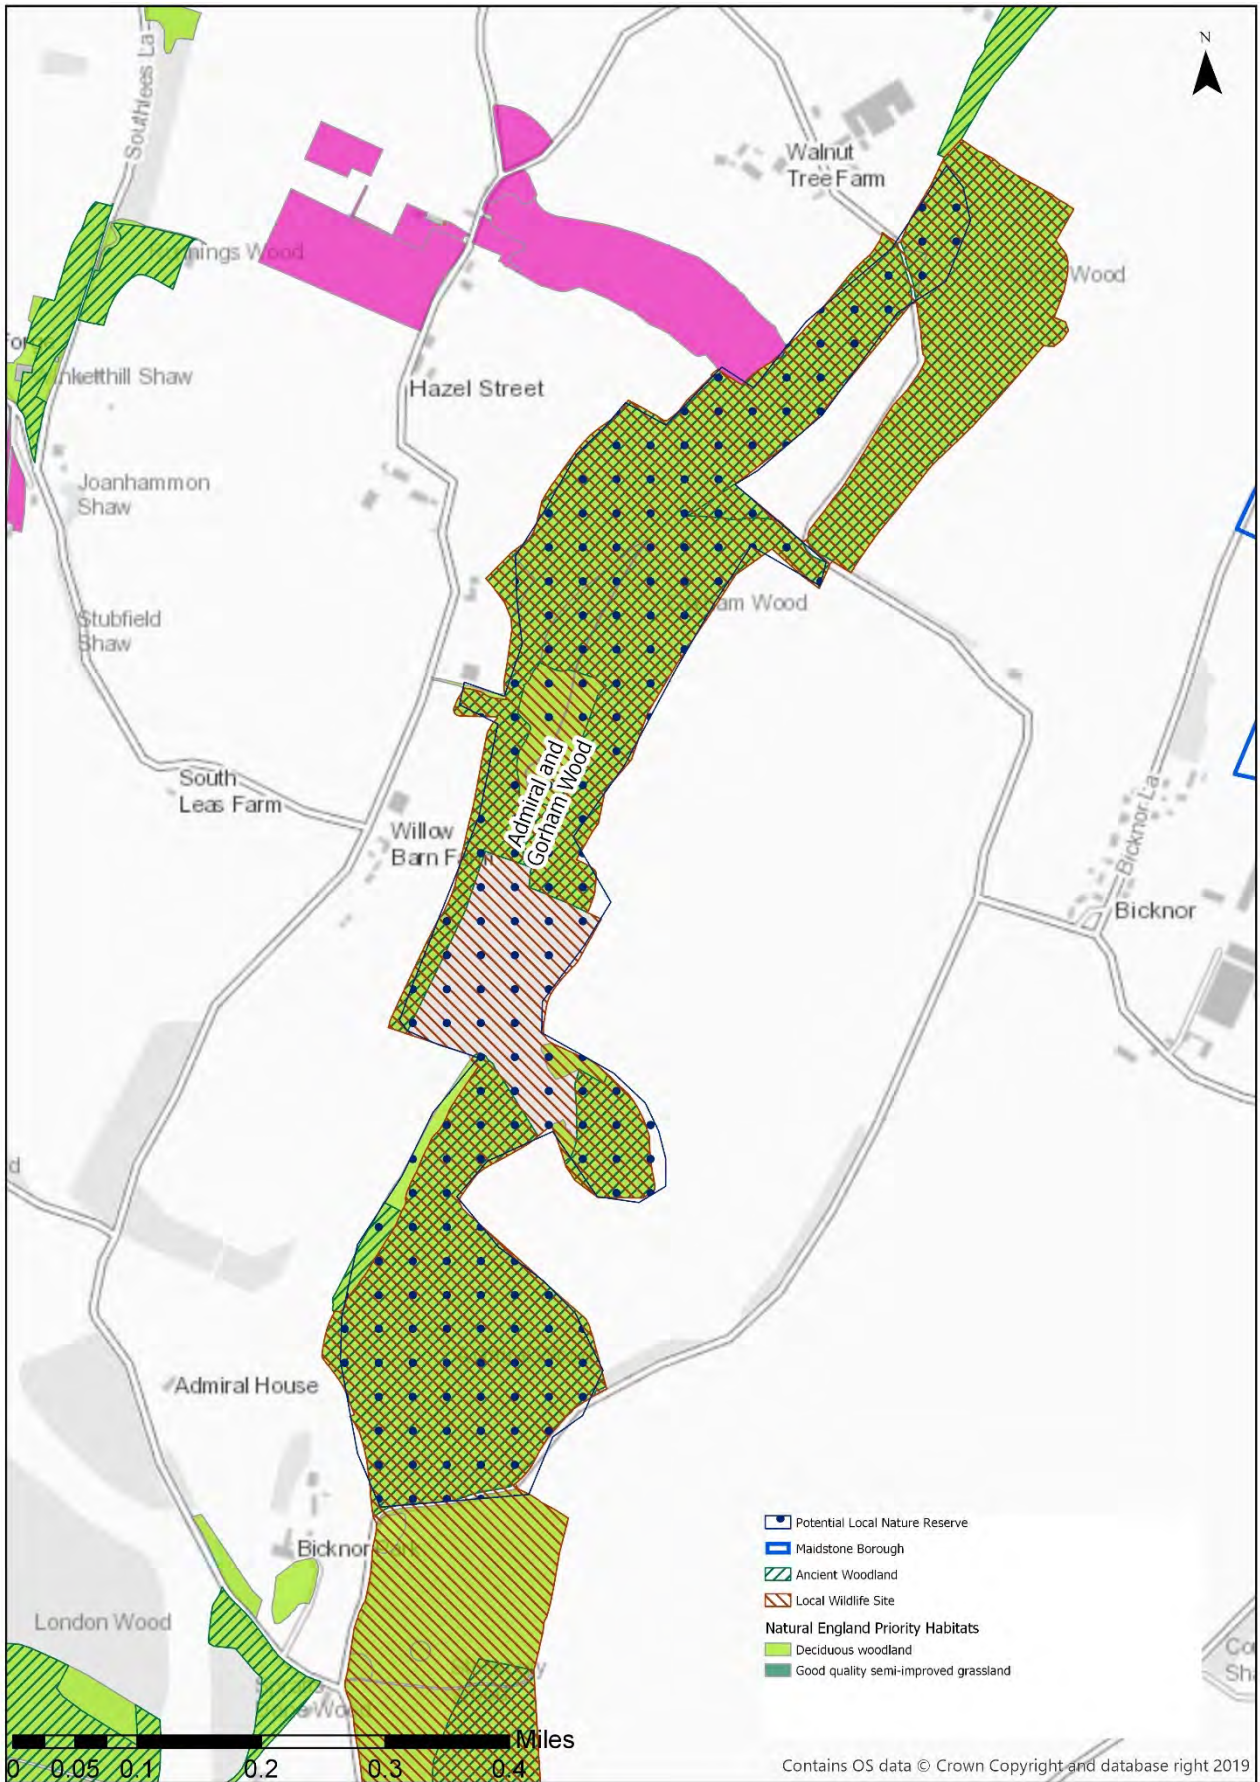 N
Southlees La
Walnut
Tree Farm
Wood
Hazel Street
Joanhammon
Shaw
Stubfield
Shaw
Wood
South
Leas Farm
Willow
Barn
Admiral and
Gorham Wood
Bicknor La
Bicknor
d
Admiral House
Bicknor Park
London Wood
Potential Local Nature Reserve
Maidstone Borough
Ancient Woodland
Local Wildlife Site
Natural England Priority Habitats
Deciduous woodland
Good quality semi-improved grassland
Miles
0 0.05 0.1 0.2 0.3 0.4
Contains OS data © Crown Copyright and database right 2019